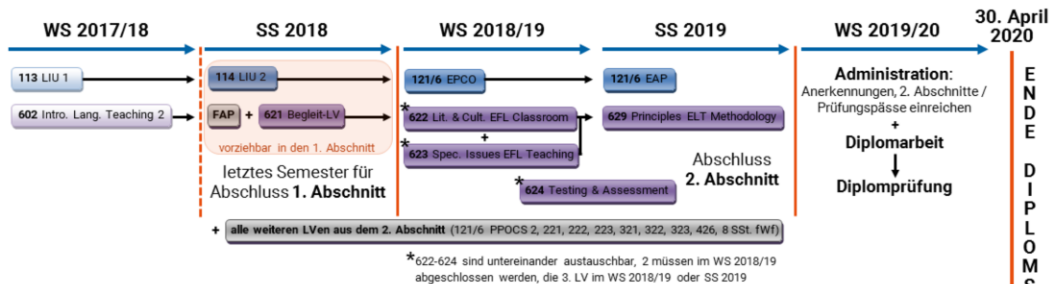 WS 2017/18
SS 2018
WS 2018/19
SS 2019
WS 2019/20
30. April
2020
113 LIU 1
114 LIU 2
121/6 EPCO
121/6 EAP
602 Intro. Lang. Teaching 2
FAP + 621 Begleit-LV
vorziehbar in den 1. Abschnitt
* 622 Lit. & Cult. EFL Classroom
+
* 623 Spec. Issues EFL Teaching
629 Principles ELT Methodology
* 624 Testing & Assessment
letztes Semester für
Abschluss 1. Abschnitt
Abschluss
2. Abschnitt
Administration:
Anerkennungen, 2. Abschnitte /
Prüfungspässe einreichen
+
Diplomarbeit
Diplomprüfung
+ alle weiteren LVen aus dem 2. Abschnitt (121/6 PPOCS 2, 221, 222, 223, 321, 322, 323, 426, 8 SSt. fWf)
*622-624 sind untereinander austauschbar, 2 müssen im WS 2018/19
abgeschlossen werden, die 3. LV im WS 2018/19 oder SS 2019
E
N
D
E
D
I
P
L
O
M
S